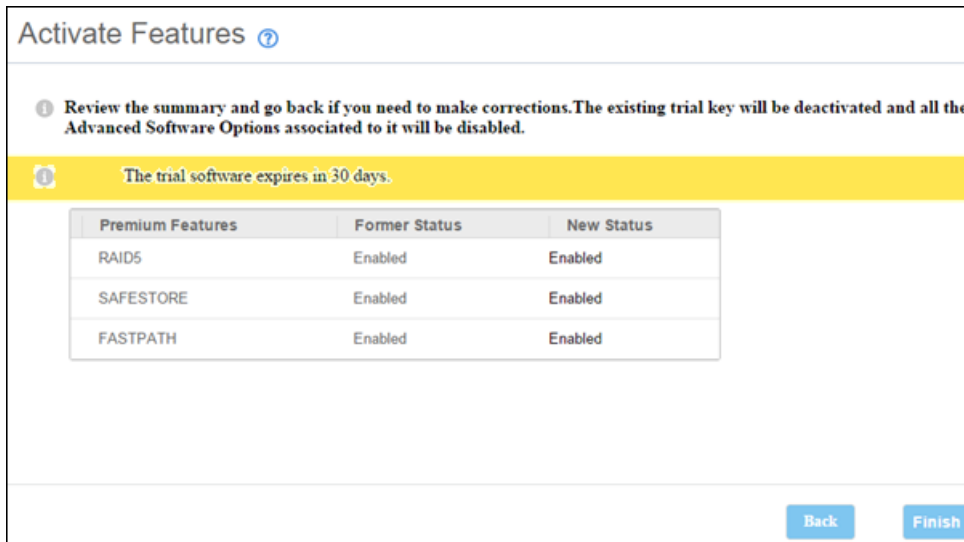 Activate Features ?
Review the summary and go back if you need to make corrections.The existing trial key will be deactivated and all the
Advanced Software Options associated to it will be disabled.
The trial software expires in 30 days.
Premium Features Former Status New Status
RAID5 Enabled Enabled
SAFESTORE Enabled Enabled
FASTPATH Enabled Enabled
Back Finish